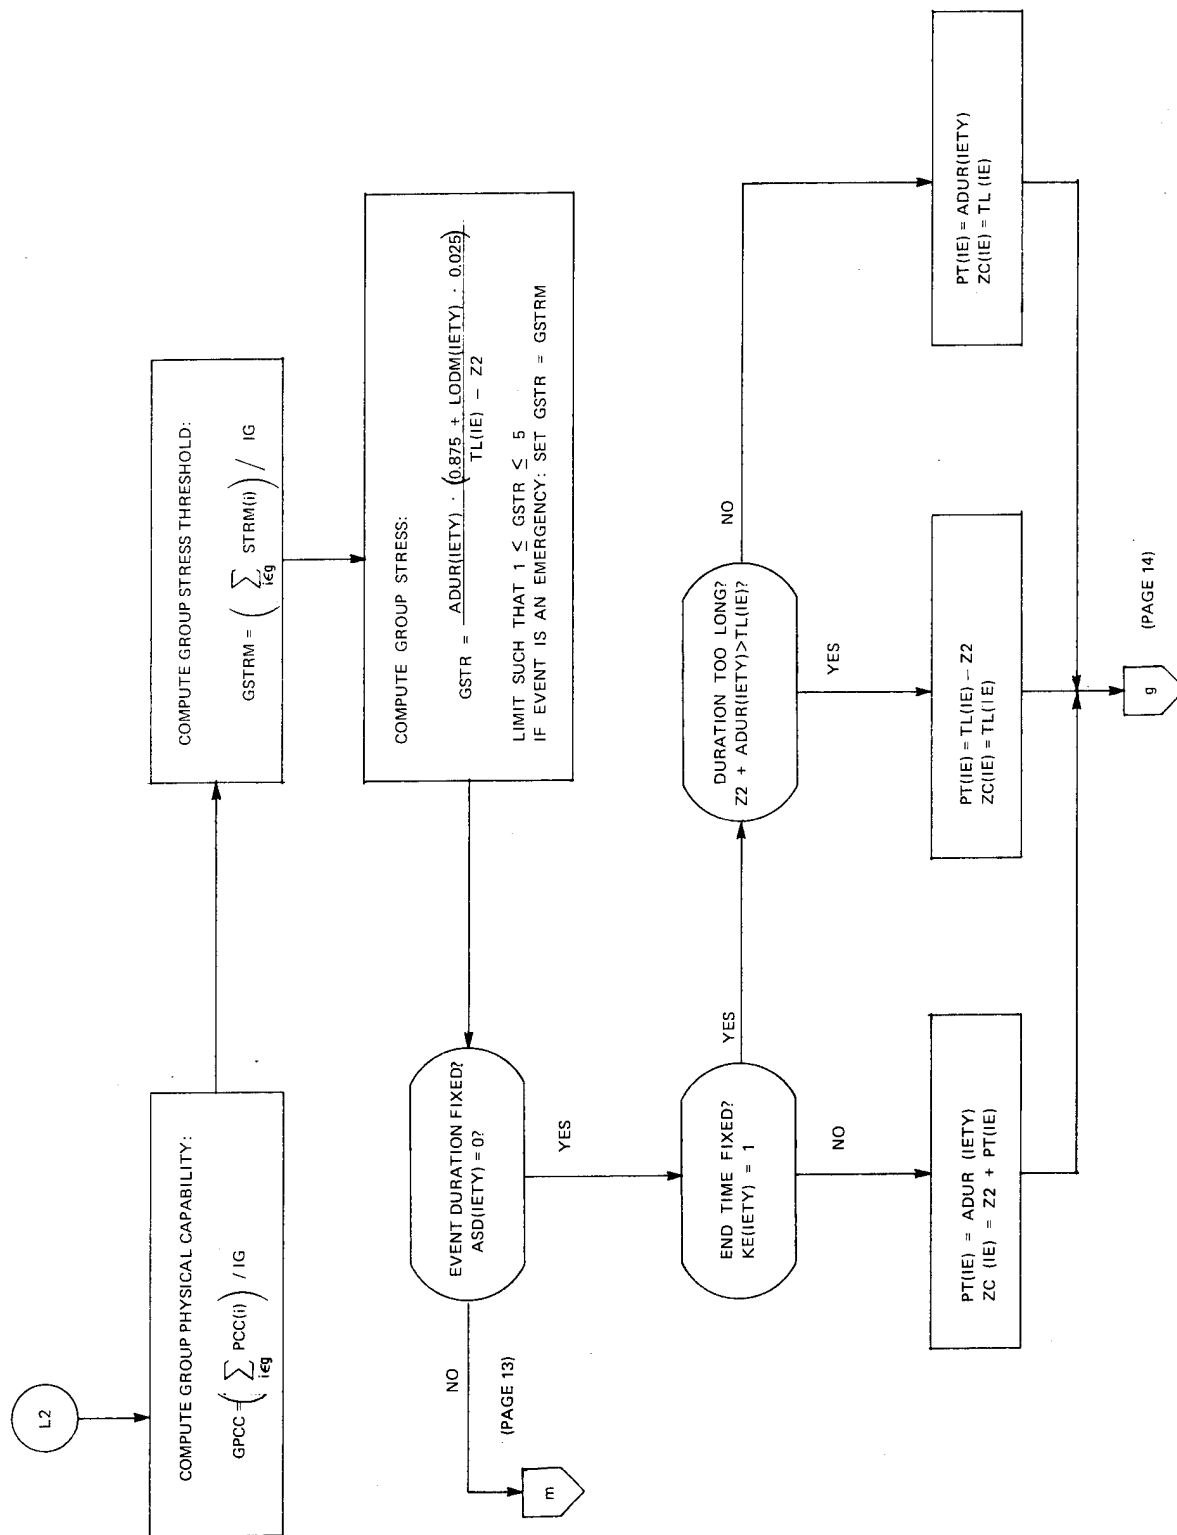 L2
COMPUTE GROUP PHYSICAL CAPABILITY:
GPCC = ( ∑ PCC(i) ) / IG
i∈g
COMPUTE GROUP STRESS THRESHOLD:
GSTRM = ( ∑ STRM(i) ) / IG
i∈g
COMPUTE GROUP STRESS:
GSTR = ADUR(IETY) · (0.875 + LODM(IETY) · 0.025)
TL(IE) − Z2
LIMIT SUCH THAT 1 ≤ GSTR ≤ 5
IF EVENT IS AN EMERGENCY: SET GSTR = GSTRM
EVENT DURATION FIXED?
ASD(IETY) = 0?
NO
m
(PAGE 13)
YES
END TIME FIXED?
KE(IETY) = 1
YES
NO
DURATION TOO LONG?
Z2 + ADUR(IETY)>TL(IE)?
NO
YES
PT(IE) = ADUR (IETY)
ZC (IE) = Z2 + PT(IE)
PT(IE) = TL(IE) − Z2
ZC(IE) = TL(IE)
PT(IE) = ADUR(IETY)
ZC(IE) = TL (IE)
g
(PAGE 14)